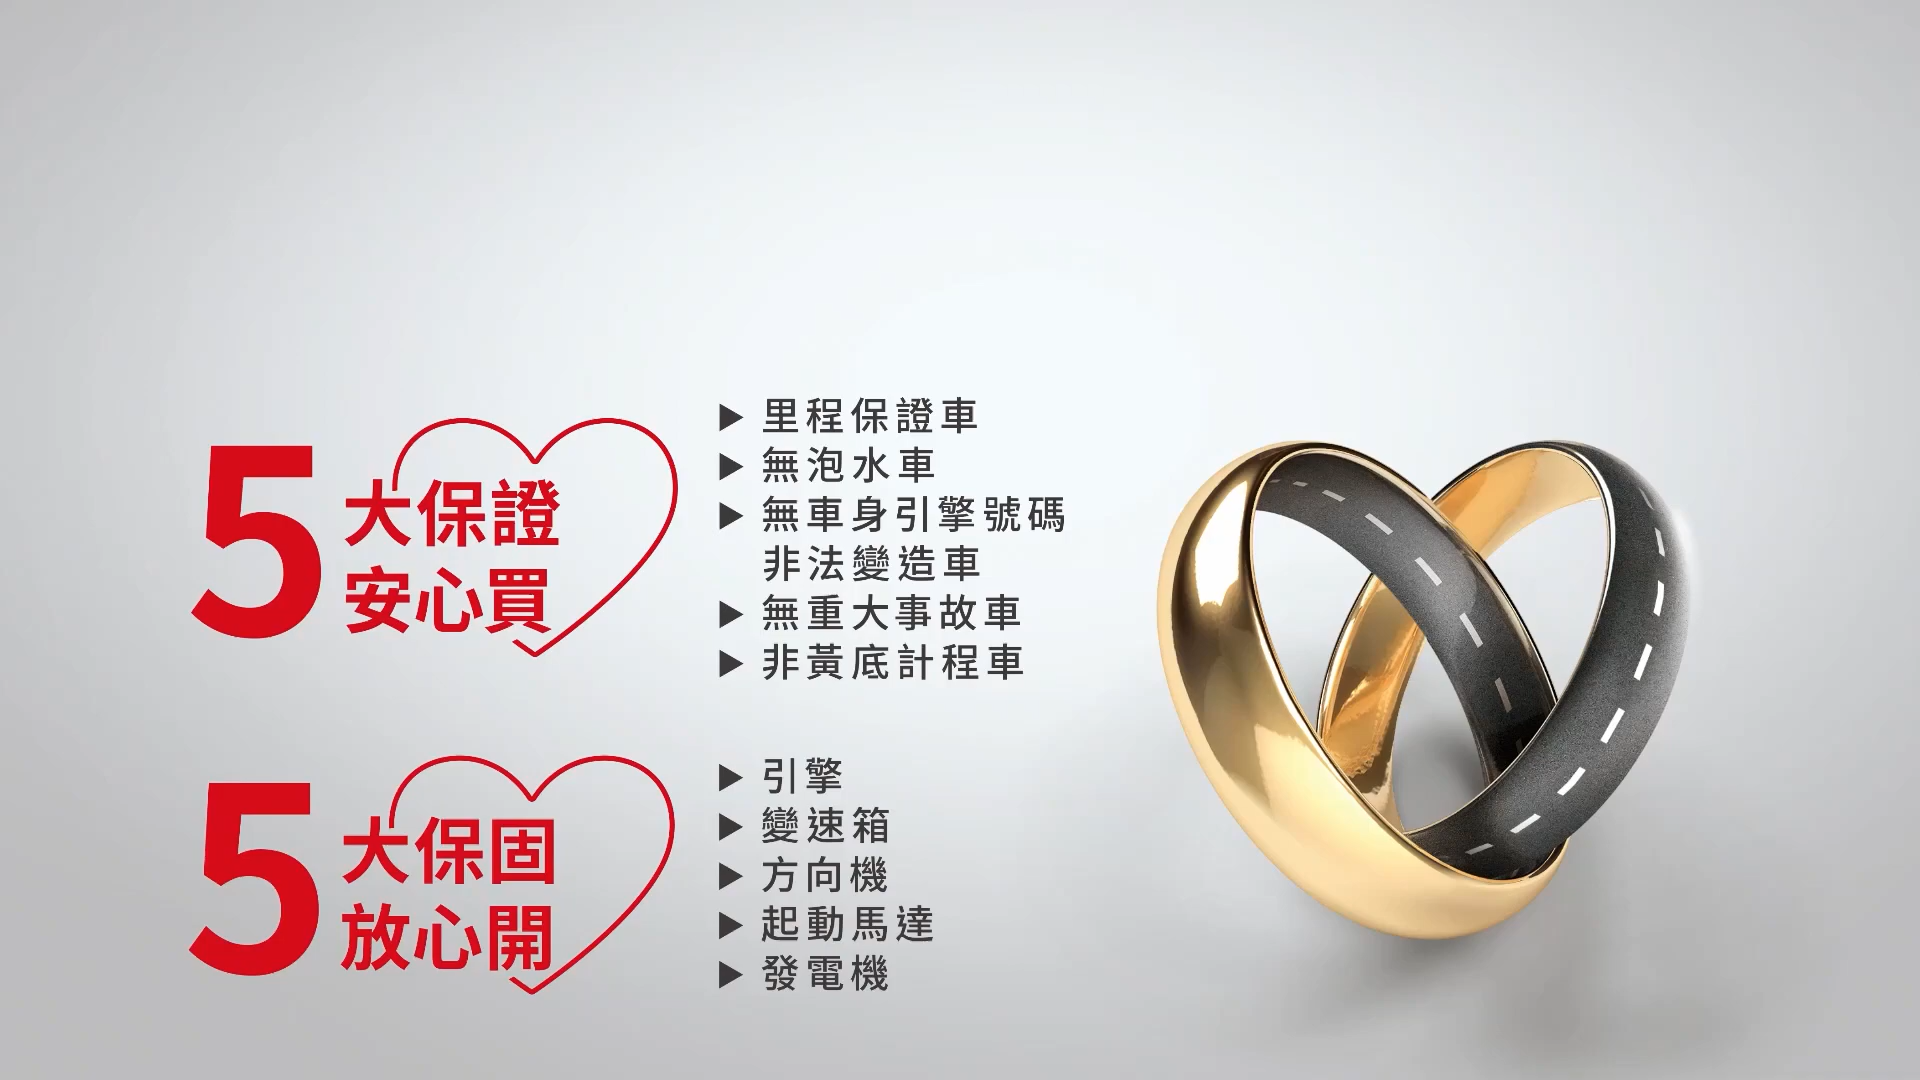 5大保證
安心買
▶ 里程保證車
▶ 無泡水車
▶ 無車身引擎號碼
非法變造車
▶ 無重大事故車
▶ 非黃底計程車
5大保固
放心開
▶ 引擎
▶ 變速箱
▶ 方向機
▶ 起動馬達
▶ 發電機